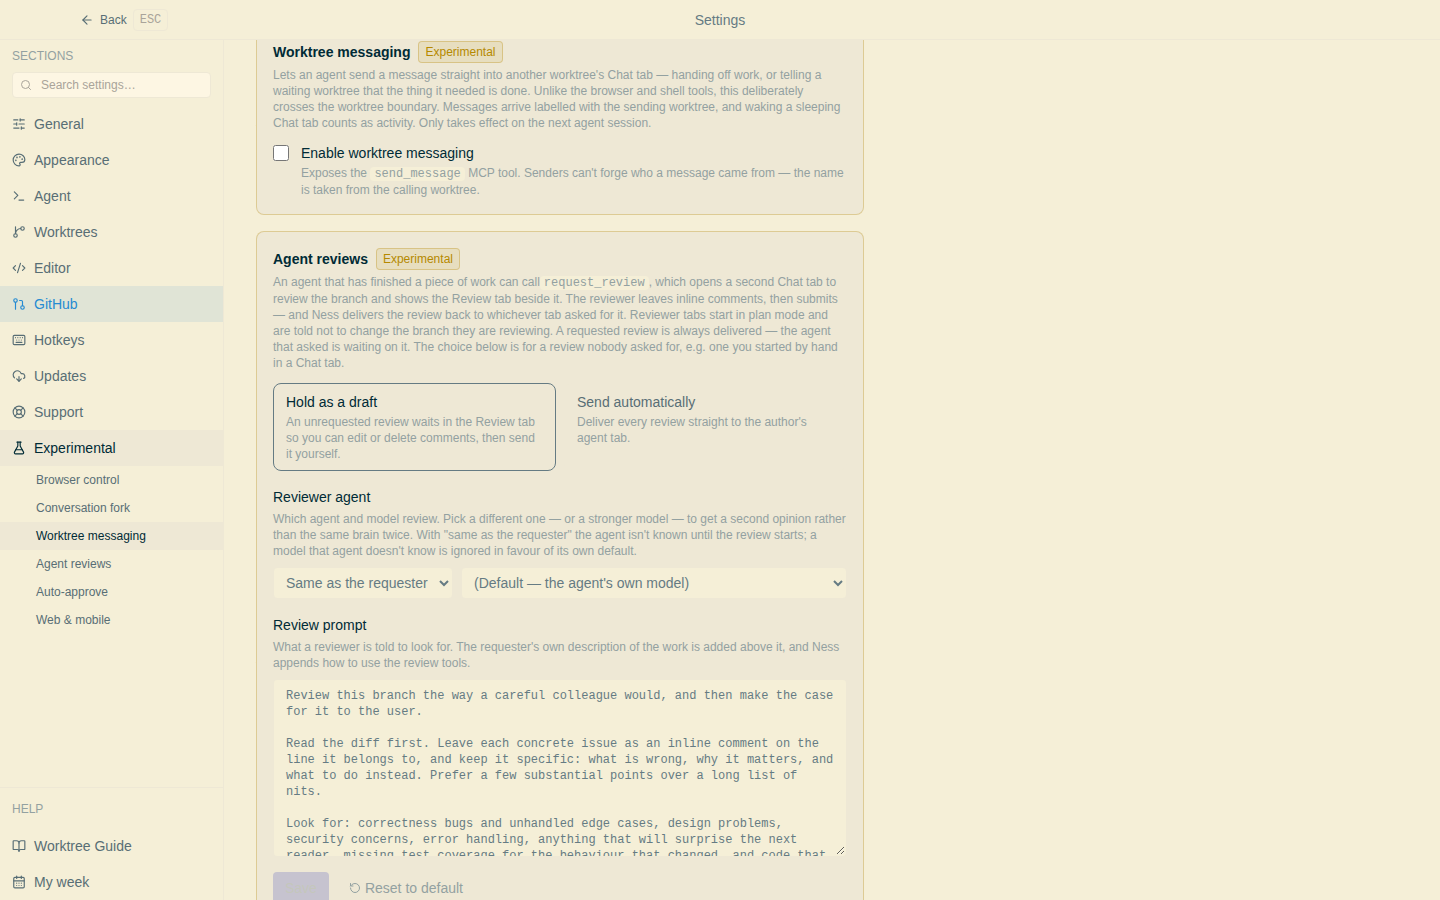 Back ESC
Settings
SECTIONS
Search settings…
General
Appearance
Agent
Worktrees
Editor
GitHub
Hotkeys
Updates
Support
Experimental
Browser control
Conversation fork
Worktree messaging
Agent reviews
Auto-approve
Web & mobile
HELP
Worktree Guide
My week
Worktree messaging Experimental
Lets an agent send a message straight into another worktree's Chat tab — handing off work, or telling a
waiting worktree that the thing it needed is done. Unlike the browser and shell tools, this deliberately
crosses the worktree boundary. Messages arrive labelled with the sending worktree, and waking a sleeping
Chat tab counts as activity. Only takes effect on the next agent session.
Enable worktree messaging
Exposes the send_message MCP tool. Senders can't forge who a message came from — the name
is taken from the calling worktree.
Agent reviews Experimental
An agent that has finished a piece of work can call request_review, which opens a second Chat tab to
review the branch and shows the Review tab beside it. The reviewer leaves inline comments, then submits
— and Ness delivers the review back to whichever tab asked for it. Reviewer tabs start in plan mode and
are told not to change the branch they are reviewing. A requested review is always delivered — the agent
that asked is waiting on it. The choice below is for a review nobody asked for, e.g. one you started by hand
in a Chat tab.
Hold as a draft
An unrequested review waits in the Review tab
so you can edit or delete comments, then send
it yourself.
Send automatically
Deliver every review straight to the author's
agent tab.
Reviewer agent
Which agent and model review. Pick a different one — or a stronger model — to get a second opinion rather
than the same brain twice. With "same as the requester" the agent isn't known until the review starts; a
model that agent doesn't know is ignored in favour of its own default.
Same as the requester
(Default — the agent's own model)
Review prompt
What a reviewer is told to look for. The requester's own description of the work is added above it, and Ness
appends how to use the review tools.
Review this branch the way a careful colleague would, and then make the case
for it to the user.
Read the diff first. Leave each concrete issue as an inline comment on the
line it belongs to, and keep it specific: what is wrong, why it matters, and
what to do instead. Prefer a few substantial points over a long list of
nits.
Look for: correctness bugs and unhandled edge cases, design problems,
security concerns, error handling, anything that will surprise the next
reader, missing test coverage for the behaviour that changed, and code that
Reset to default